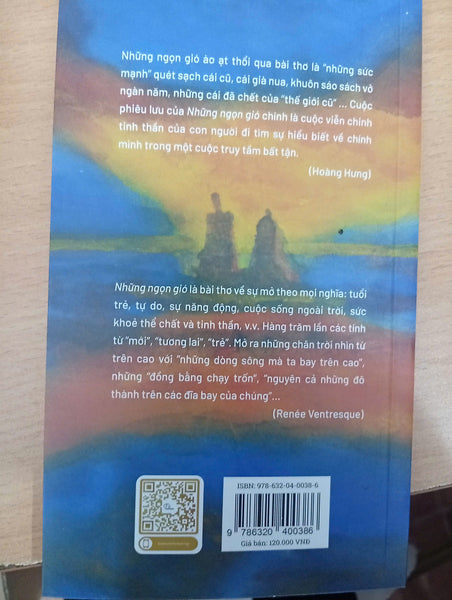 Những ngọn gió ào ạt thổi qua bài thơ là “những sức
mạnh” quét sạch cái cũ, cái già nua, khuôn sáo sách vở
ngàn năm, những cái đã chết của “thế giới cũ” ... Cuộc
phiêu lưu của Những ngọn gió chính là cuộc viễn chinh
tinh thần của con người đi tìm sự hiểu biết về chính
mình trong một cuộc truy tầm bất tận.
(Hoàng Hưng)
Những ngọn gió là bài thơ về sự mở theo mọi nghĩa: tuổi
trẻ, tự do, sự năng động, cuộc sống ngoài trời, sức
khoẻ thể chất và tinh thần, v.v. Hàng trăm lần các tính
từ “mới”, “tương lai”, “trẻ”. Mở ra những chân trời nhìn từ
trên cao với “những dòng sông mà ta bay trên cao”,
những “đồng bằng chạy trốn”, “nguyên cả những đô
thành trên các đĩa bay của chúng”...
(Renée Ventresque)
ISBN: 978-632-04-0038-6
9 786320 400386
Giá bán: 120.000 VNĐ